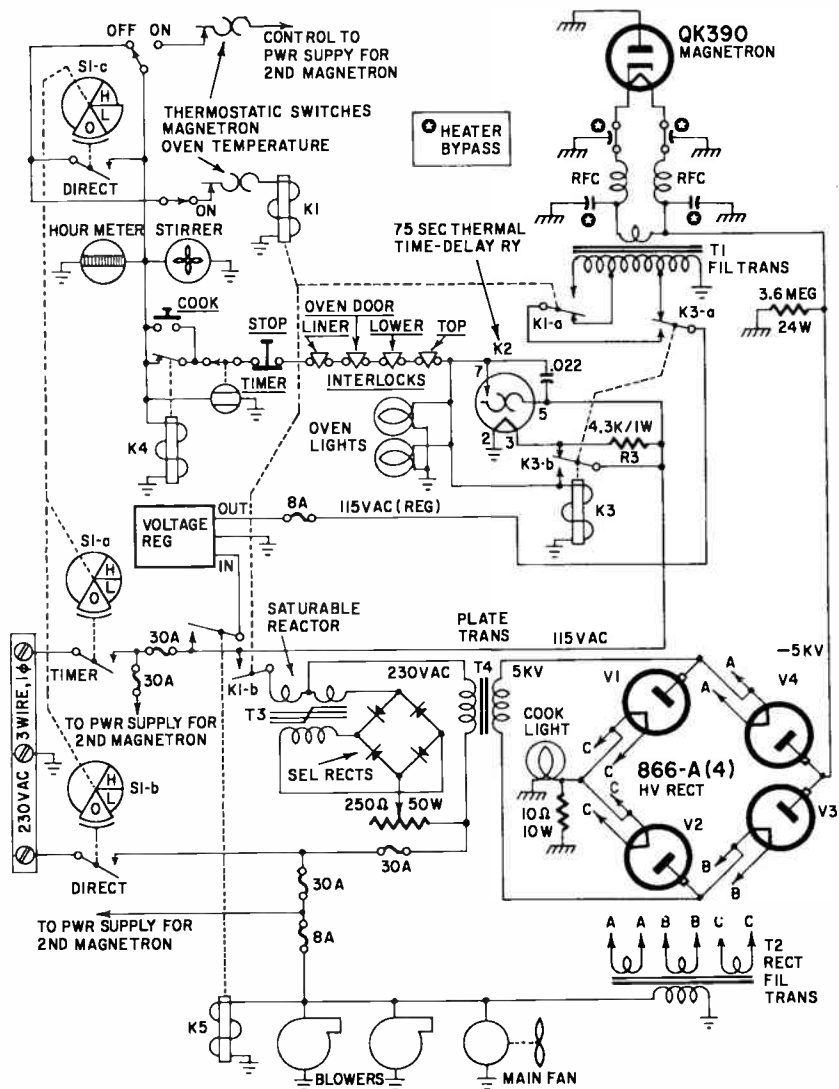 OFF ON
CONTROL TO
PWR SUPPY FOR
2ND MAGNETRON
QK390
MAGNETRON
S1-c
H
L
O
THERMOSTATIC SWITCHES
MAGNETRON
OVEN TEMPERATURE
✪ HEATER
BYPASS
✪
✪
DIRECT
ON
K1
RFC
RFC
✪
✪
HOUR METER
STIRRER
75 SEC THERMAL
TIME-DELAY RY
T1
FIL TRANS
COOK
STOP
OVEN DOOR
LINER
LOWER
TOP
K2
K1-a
K3-a
3.6 MEG
24W
7
.022
5
TIMER
INTERLOCKS
2
3
4.3K/1W
R3
OVEN
LIGHTS
K3-b
K4
K3
OUT
8A
115VAC (REG)
VOLTAGE
REG
IN
S1-a
H
L
O
SATURABLE
REACTOR
PLATE
TRANS
115VAC
30A
TIMER
30A
K1-b
230VAC
T4
5KV
-5KV
V1
A
A
V4
TO PWR SUPPLY FOR
2ND MAGNETRON
T3
COOK
LIGHT
C
C
866-A(4)
HV RECT
230VAC 3 WIRE, 1ϕ
S1-b
H
L
O
SEL RECTS
250Ω
50W
10Ω
10W
C
C
V2
V3
B
B
DIRECT
30A
30A
TO PWR SUPPLY FOR
2ND MAGNETRON
8A
A A B B C C
T2
RECT
FIL
TRANS
K5
BLOWERS
MAIN FAN